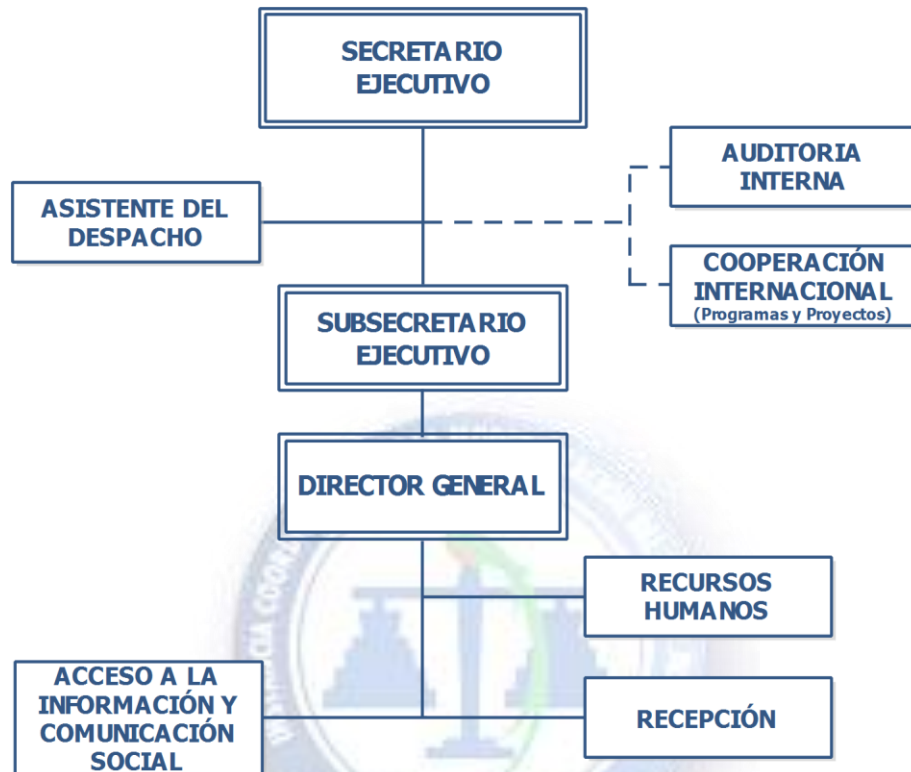 SECRETARIO
EJECUTIVO
AUDITORIA
INTERNA
ASISTENTE DEL
DESPACHO
COOPERACIÓN
INTERNACIONAL
(Programas y Proyectos)
SUBSECRETARIO
EJECUTIVO
DIRECTOR GENERAL
RECURSOS
HUMANOS
ACCESO A LA
INFORMACIÓN Y
COMUNICACIÓN
SOCIAL
RECEPCIÓN